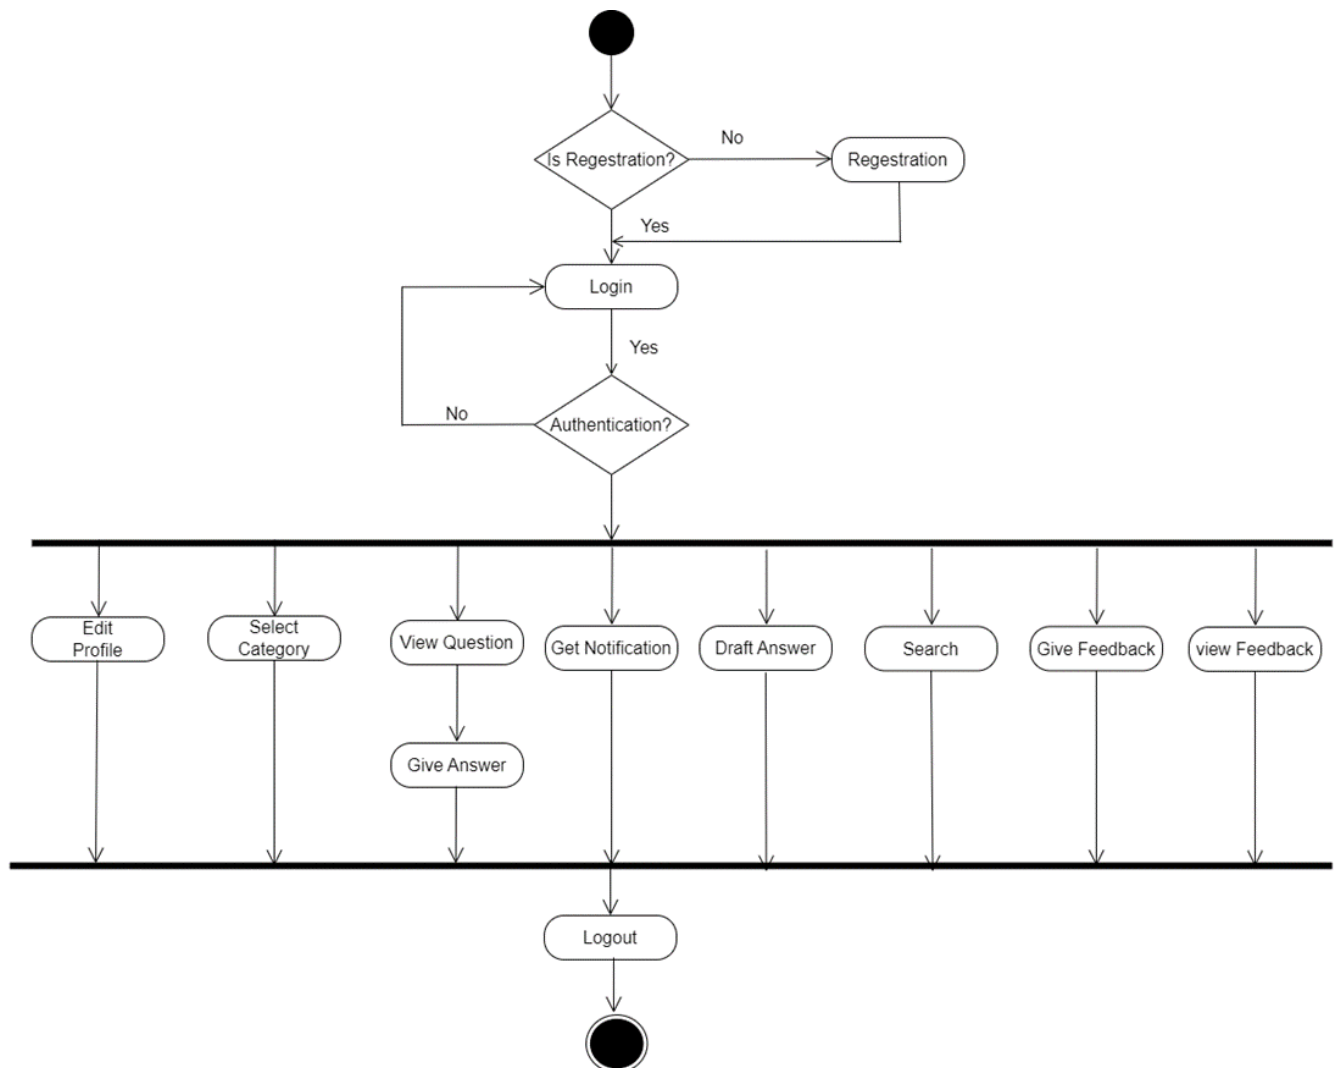 Is Regestration?
No
Regestration
Yes
Login
Yes
No
Authentication?
Edit
Profile
Select
Category
View Question
Get Notification
Draft Answer
Search
Give Feedback
view Feedback
Give Answer
Logout